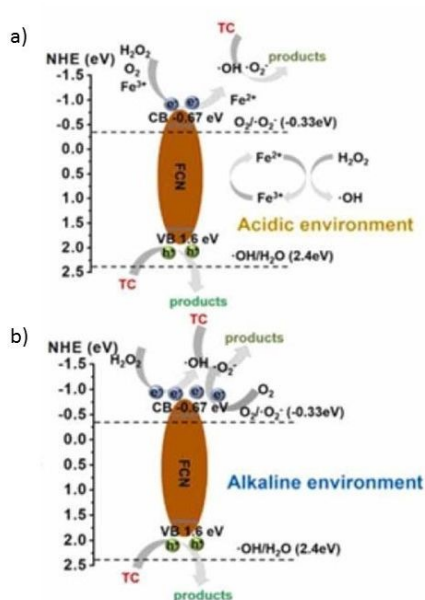 a)
TC
H₂O₂
O₂
Fe³⁺
NHE (eV)
products
·OH ·O₂⁻
-1.5
-1.0
-0.5
0.0
0.5
1.0
1.5
2.0
2.5
e⁻ e⁻
Fe²⁺
CB -0.67 eV
O₂/·O₂⁻ (-0.33eV)
FCN
Fe²⁺ H₂O₂
Fe³⁺ ·OH
Acidic environment
VB 1.6 eV
h⁺ h⁺
·OH/H₂O (2.4eV)
TC
products
b)
TC
NHE (eV)
H₂O₂
products
·OH ·O₂⁻
-1.5
-1.0
-0.5
0.0
0.5
1.0
1.5
2.0
2.5
e⁻ e⁻ e⁻ e⁻
O₂
CB -0.67 eV
O₂/·O₂⁻ (-0.33eV)
FCN
Alkaline environment
VB 1.6 eV
h⁺ h⁺
·OH/H₂O (2.4eV)
TC
products